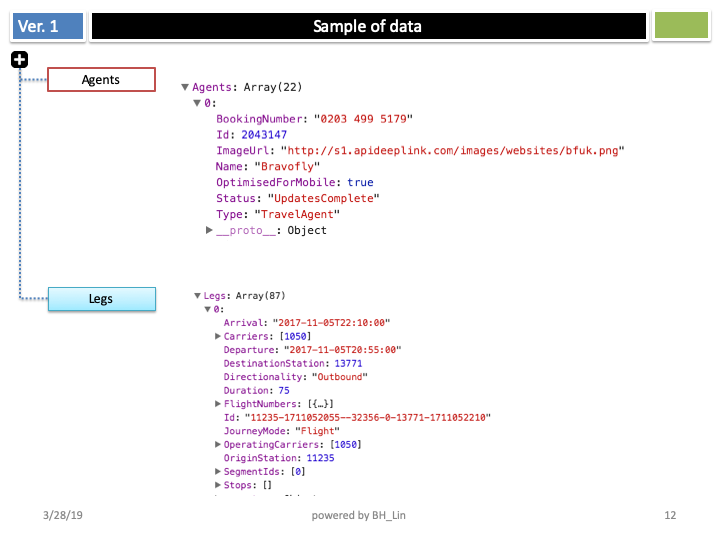 Ver. 1
Sample of data
Agents
▼ Agents: Array(22)
▼ 0:
BookingNumber: "0203 499 5179"
Id: 2043147
ImageUrl: "http://s1.apideeplink.com/images/websites/bfuk.png"
Name: "Bravofly"
OptimisedForMobile: true
Status: "UpdatesComplete"
Type: "TravelAgent"
▶ __proto__: Object
Legs
▼ Legs: Array(87)
▼ 0:
Arrival: "2017-11-05T22:10:00"
▶ Carriers: [1050]
Departure: "2017-11-05T20:55:00"
DestinationStation: 13771
Directionality: "Outbound"
Duration: 75
▶ FlightNumbers: [{…}]
Id: "11235-1711052055--32356-0-13771-1711052210"
JourneyMode: "Flight"
▶ OperatingCarriers: [1050]
OriginStation: 11235
▶ SegmentIds: [0]
▶ Stops: []
3/28/19
powered by BH_Lin
12